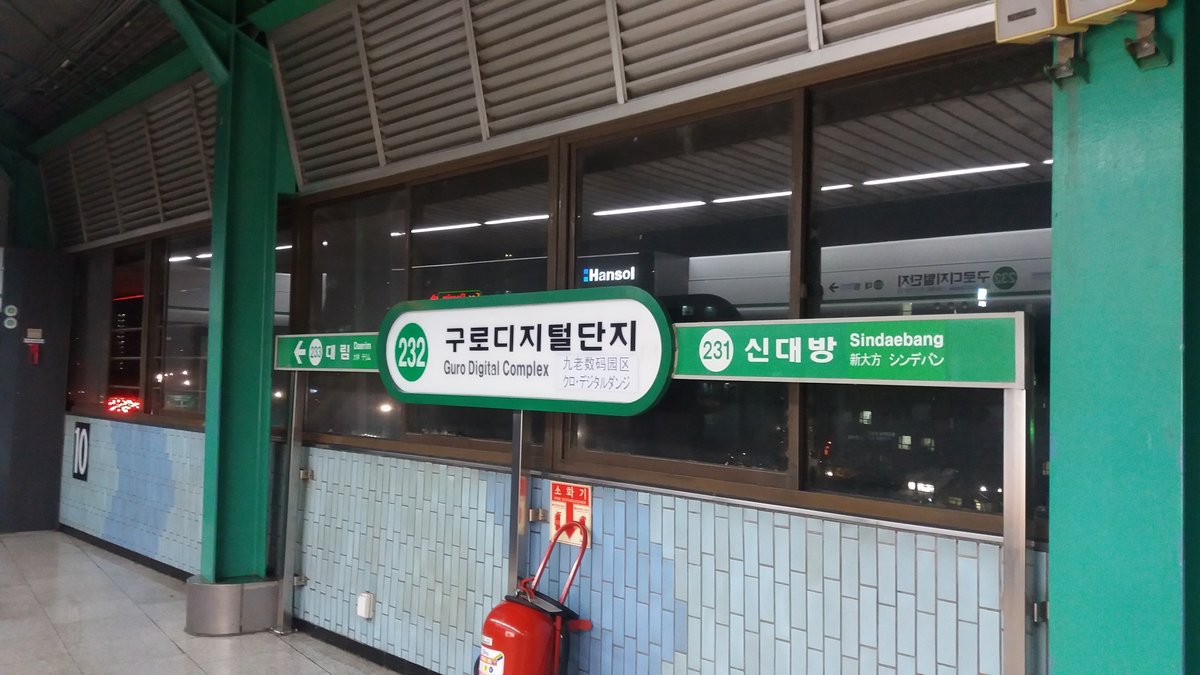 Hansol
233 대림 Daerim
232 구로디지털단지
Guro Digital Complex
九老数码园区
クロ·デジタルダンジ
231 신대방 Sindaebang
新大方 シンデバン
10
소화기
FIRE EXTINGUISHER